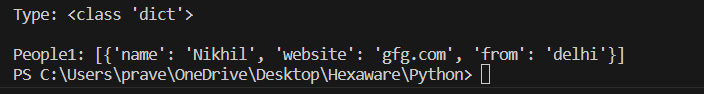 Type: <class 'dict'>
People1: [{'name': 'Nikhil', 'website': 'gfg.com', 'from': 'delhi'}]
PS C:\Users\prave\OneDrive\Desktop\Hexaware\Python>